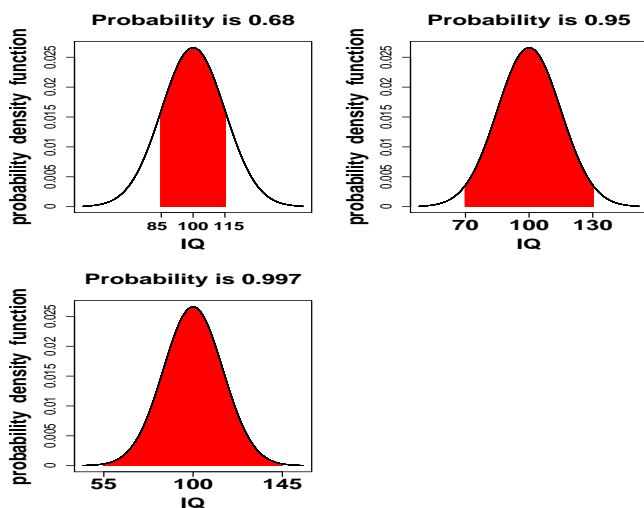 Probability is 0.68
probability density function
0.025
0.02
0.015
0.01
0.005
0
85 100 115
IQ
Probability is 0.95
probability density function
0.025
0.02
0.015
0.01
0.005
0
70 100 130
IQ
Probability is 0.997
probability density function
0.025
0.02
0.015
0.01
0.005
0
55 100 145
IQ